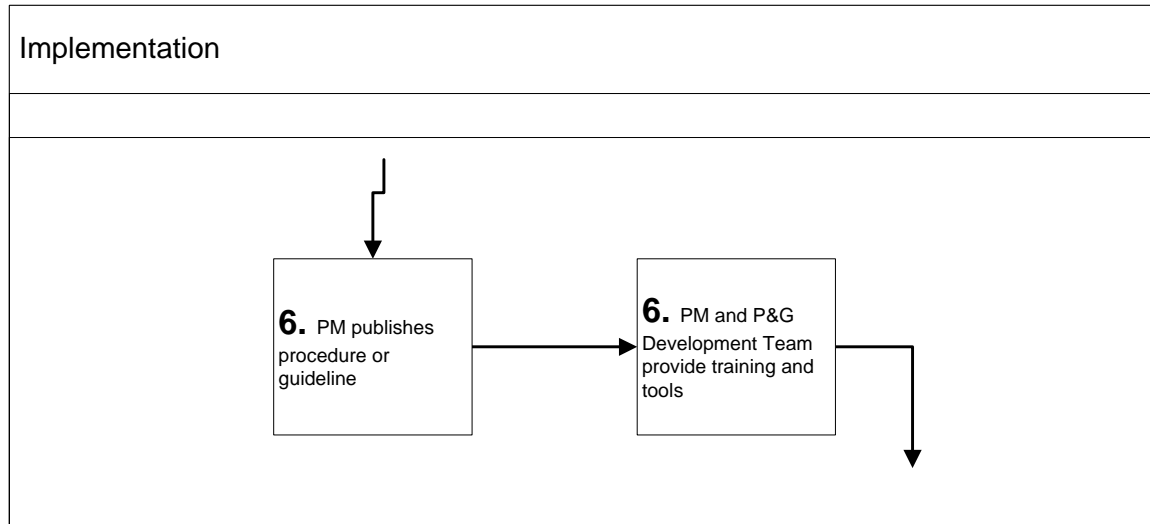 Implementation
6. PM publishes
procedure or
guideline
6. PM and P&G
Development Team
provide training and
tools